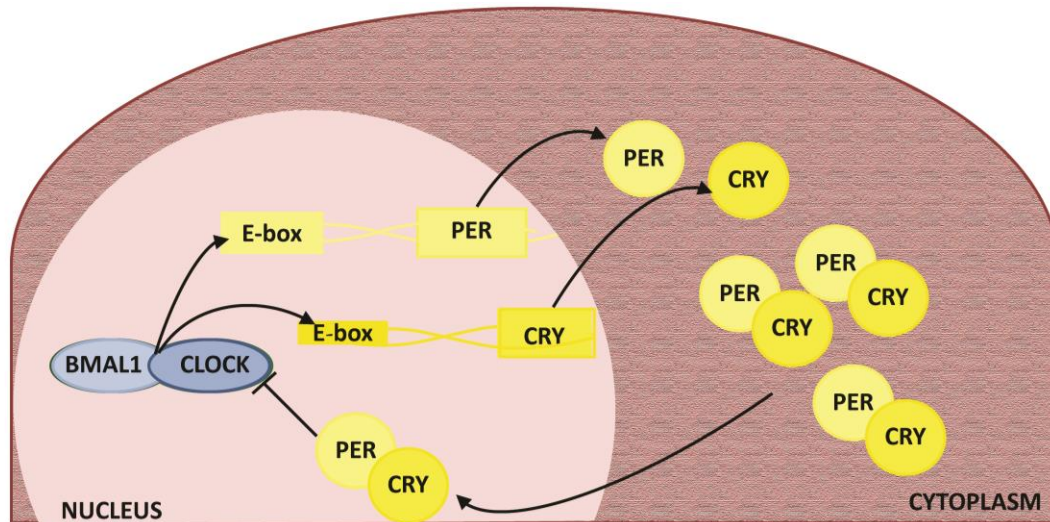 PER
CRY
E-box
PER
PER
PER
CRY
E-box
CRY
CRY
BMAL1
CLOCK
PER
CRY
PER
CRY
NUCLEUS
CYTOPLASM